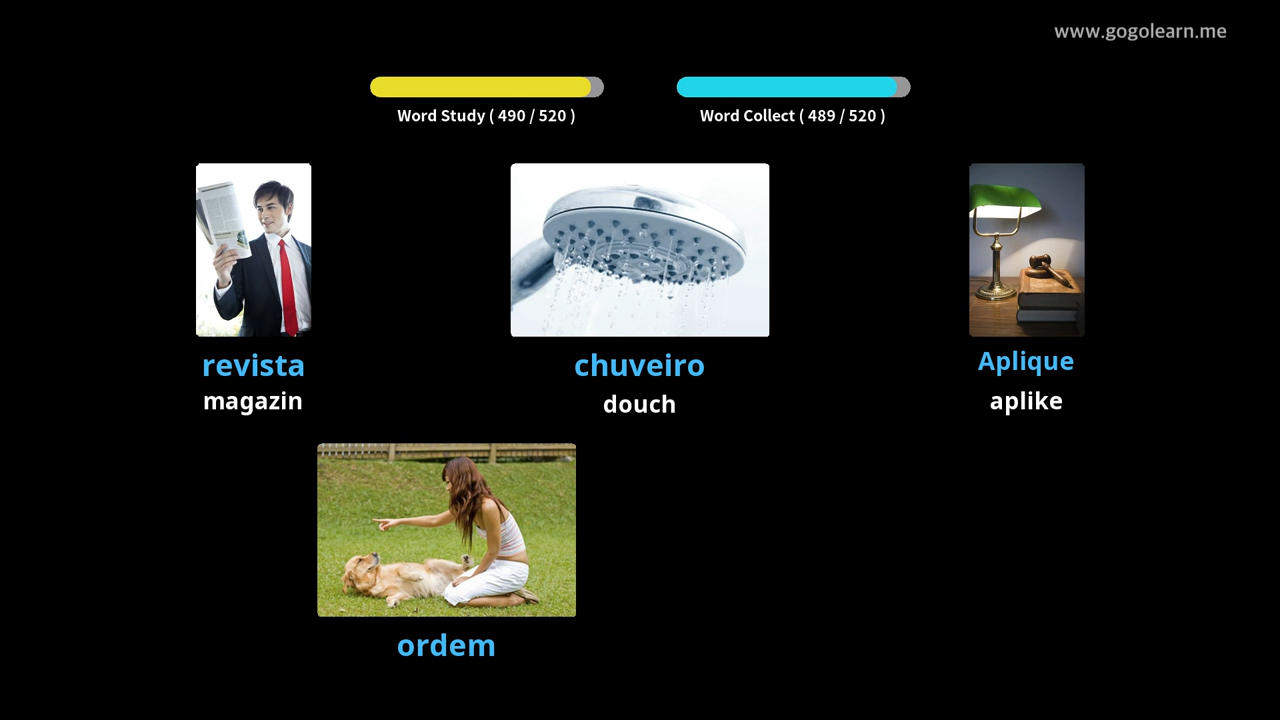 www.gogolearn.me
Word Study ( 490 / 520 )
Word Collect ( 489 / 520 )
revista
magazin
chuveiro
douch
Aplique
aplike
ordem